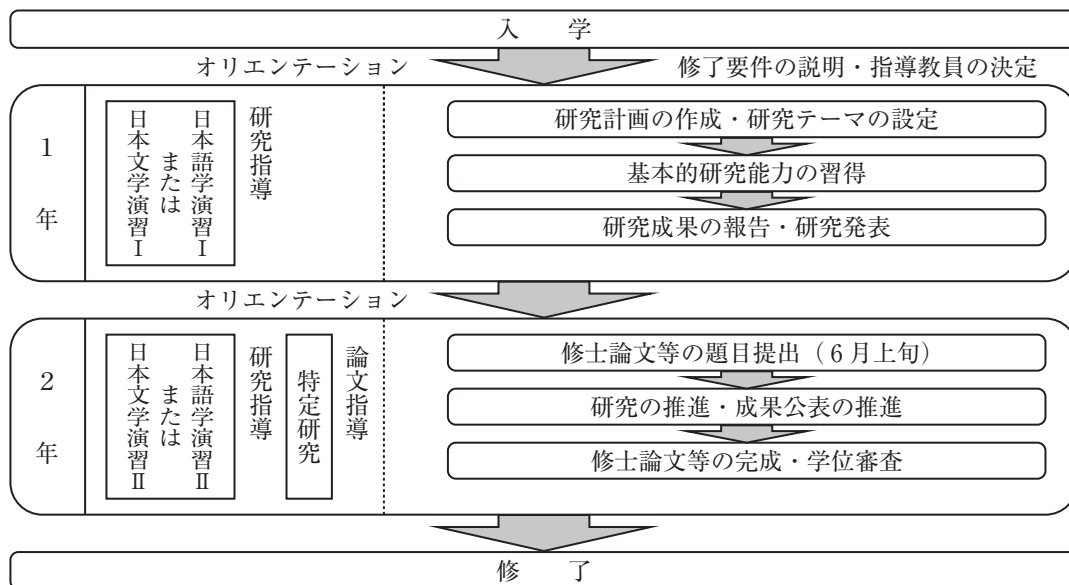 入　学
オリエンテーション
修了要件の説明・指導教員の決定
1
年
日本語学演習Ⅰ
または
日本文学演習Ⅰ
研究指導
研究計画の作成・研究テーマの設定
基本的研究能力の習得
研究成果の報告・研究発表
オリエンテーション
2
年
日本語学演習Ⅱ
または
日本文学演習Ⅱ
研究指導
特定研究
論文指導
修士論文等の題目提出（６月上旬）
研究の推進・成果公表の推進
修士論文等の完成・学位審査
修　了